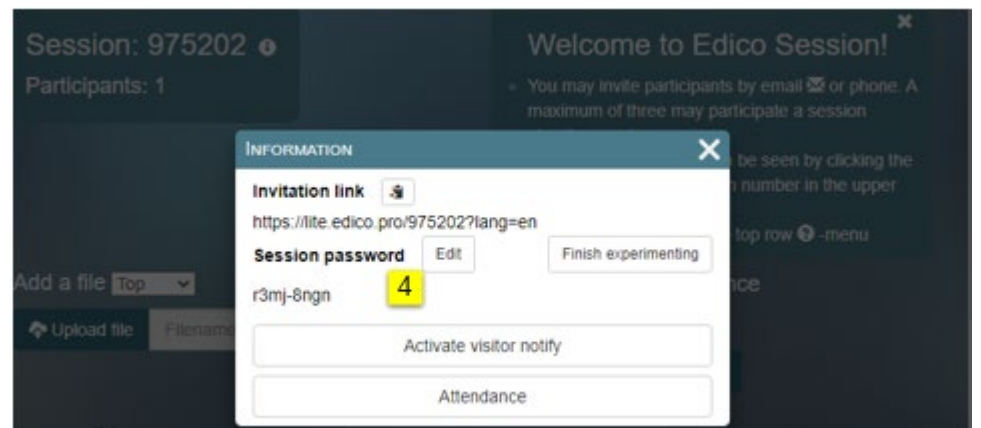 Session: 975202
Participants: 1
Welcome to Edico Session!
You may invite participants by email or phone. A
maximum of three may participate a session
be seen by clicking the
number in the upper
top row -menu
INFORMATION
Invitation link
https://lite.edico.pro/975202?lang=en
Session password Edit Finish experimenting
r3mj-8ngn 4
Activate visitor notify
Attendance
Add a file Top
Upload file Filename